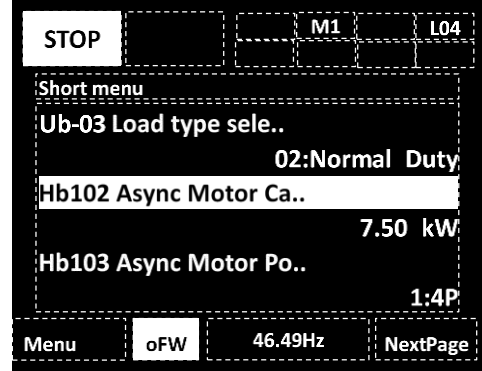 STOP M1 L04
Short menu
Ub-03 Load type sele..
02:Normal Duty
Hb102 Async Motor Ca..
7.50 kW
Hb103 Async Motor Po..
1:4P
Menu oFW 46.49Hz NextPage